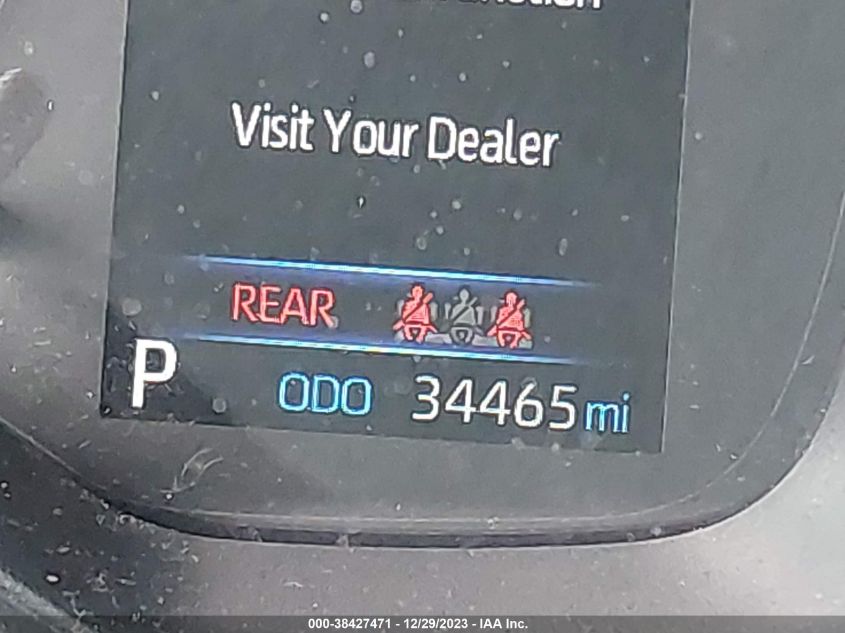 Visit Your Dealer
REAR
P ODO 34465 mi
000-38427471 - 12/29/2023 - IAA Inc.